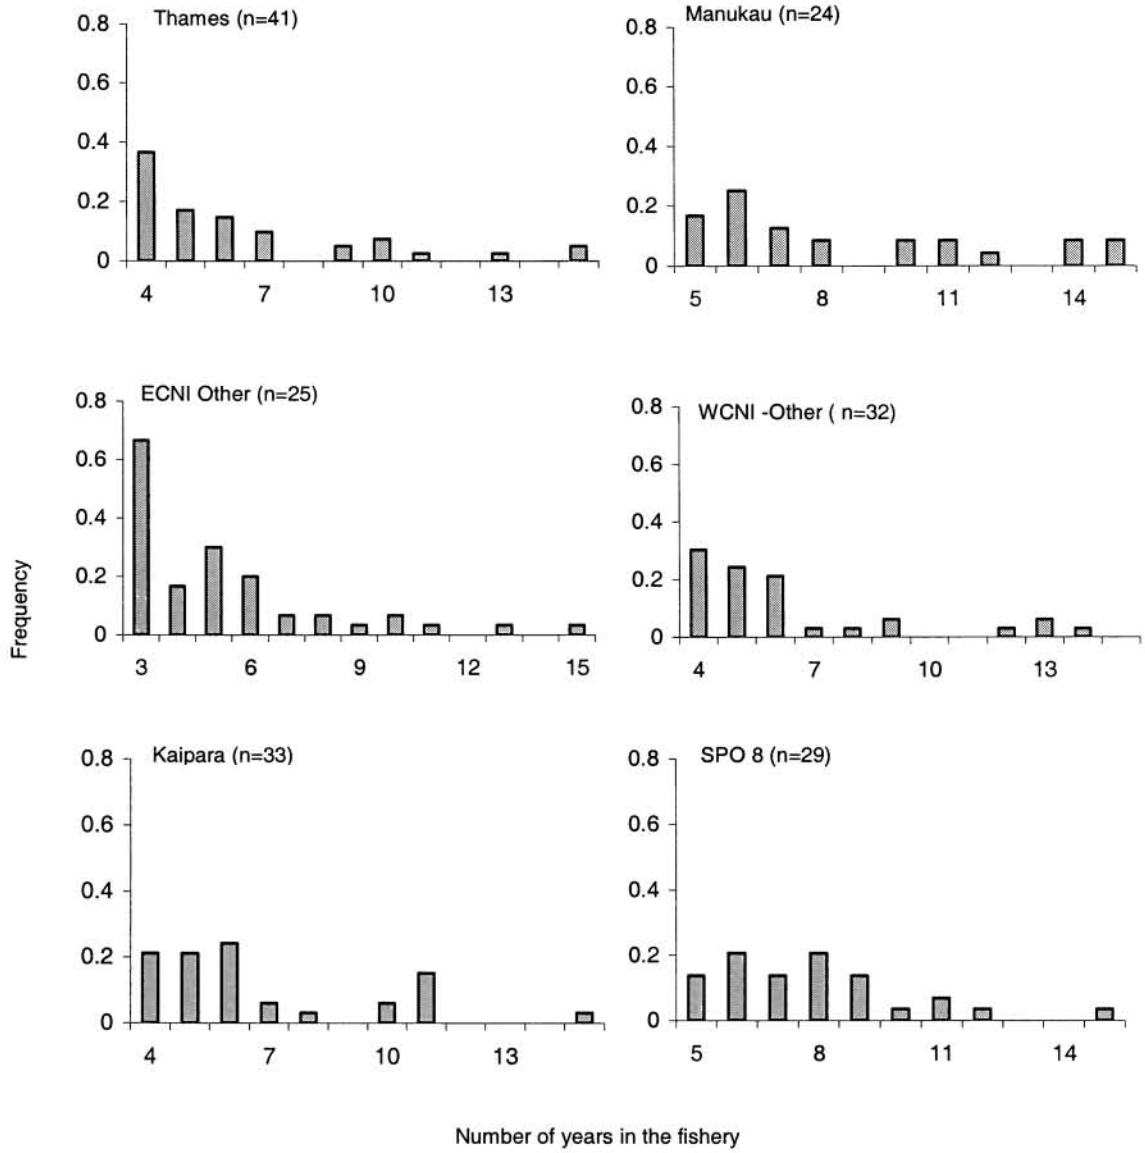 Thames (n=41)
0.8
0.6
0.4
0.2
0
4 7 10 13
Manukau (n=24)
0.8
0.6
0.4
0.2
0
5 8 11 14
ECNI Other (n=25)
0.8
0.6
0.4
0.2
0
3 6 9 12 15
WCNI -Other ( n=32)
0.8
0.6
0.4
0.2
0
4 7 10 13
Frequency
Kaipara (n=33)
0.8
0.6
0.4
0.2
0
4 7 10 13
SPO 8 (n=29)
0.8
0.6
0.4
0.2
0
5 8 11 14
Number of years in the fishery